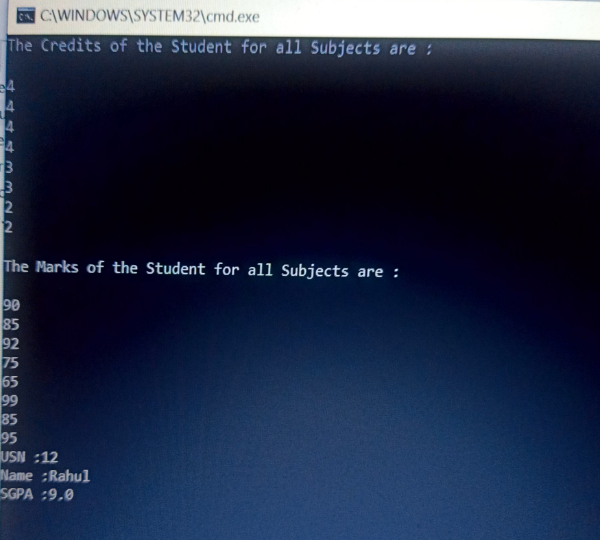 C:\WINDOWS\SYSTEM32\cmd.exe
The Credits of the Student for all Subjects are :
4
4
4
4
3
3
2
2
The Marks of the Student for all Subjects are :
90
85
92
75
65
99
85
95
USN :12
Name :Rahul
SGPA :9.0